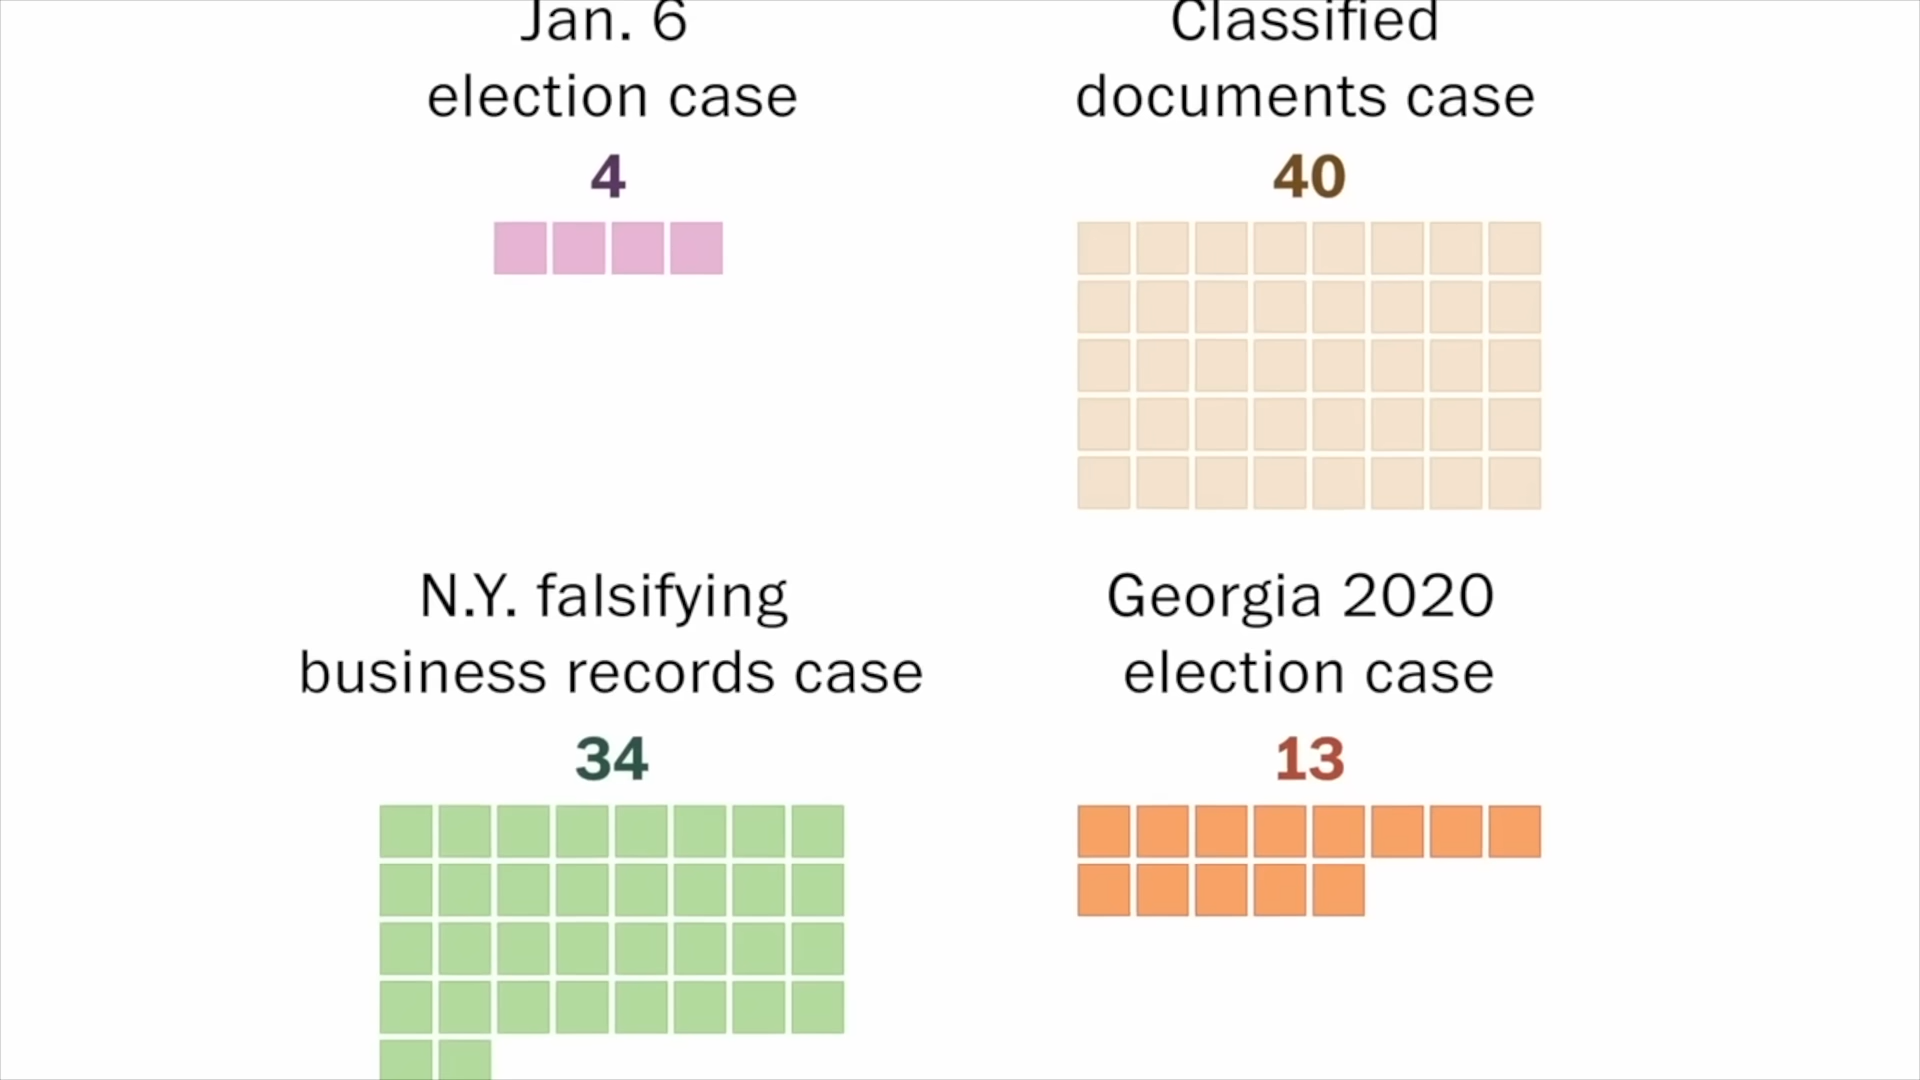 Jan. 6
election case
4
Classified
documents case
40
N.Y. falsifying
business records case
34
Georgia 2020
election case
13